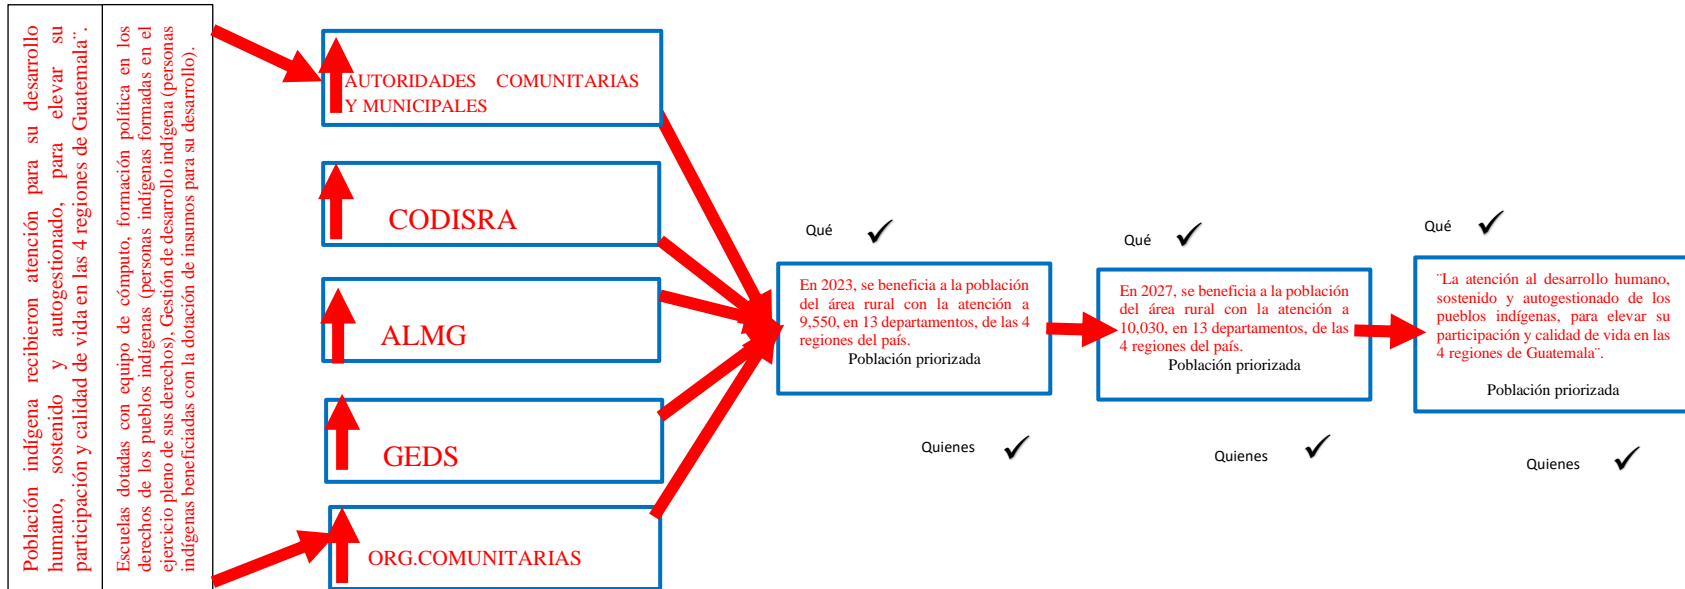 Población indígena recibieron atención para su desarrollo
humano, sostenido y autogestionado, para elevar su
participación y calidad de vida en las 4 regiones de Guatemala¨.
Escuelas dotadas con equipo de cómputo, formación política en los
derechos de los pueblos indígenas (personas indígenas formadas en el
ejercicio pleno de sus derechos), Gestión de desarrollo indígena (personas
indígenas beneficiadas con la dotación de insumos para su desarrollo).
AUTORIDADES COMUNITARIAS
Y MUNICIPALES
CODISRA
ALMG
GEDS
ORG.COMUNITARIAS
Qué
En 2023, se beneficia a la población
del área rural con la atención a
9,550, en 13 departamentos, de las 4
regiones del país.
Población priorizada
Quienes
Qué
En 2027, se beneficia a la población
del área rural con la atención a
10,030, en 13 departamentos, de las
4 regiones del país.
Población priorizada
Quienes
Qué
¨La atención al desarrollo humano,
sostenido y autogestionado de los
pueblos indígenas, para elevar su
participación y calidad de vida en las
4 regiones de Guatemala¨.
Población priorizada
Quienes